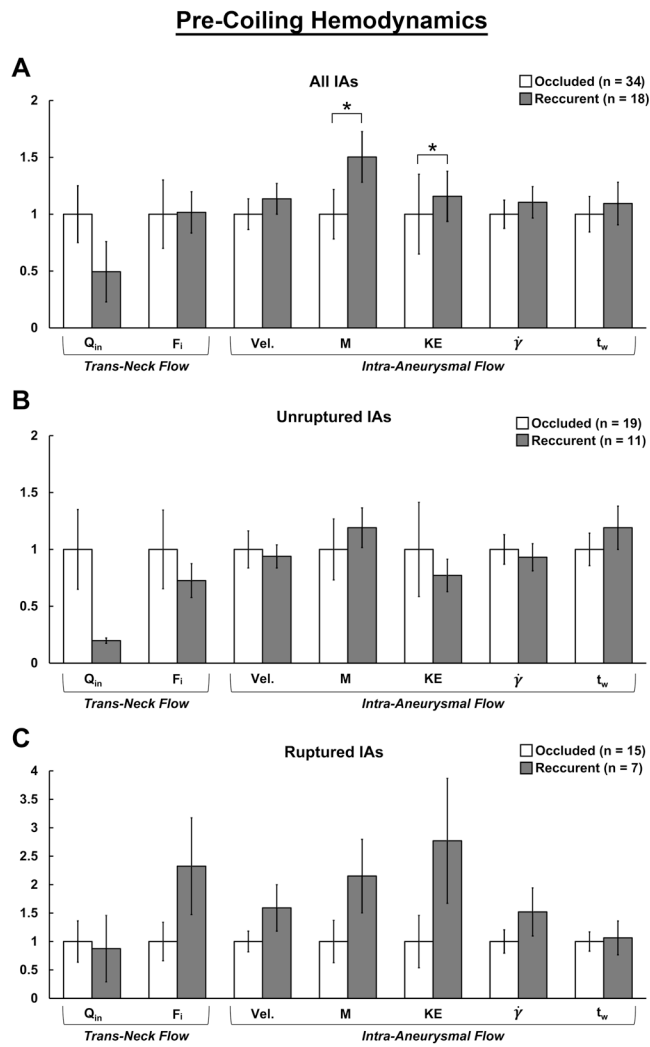 Pre-Coiling Hemodynamics
A
All IAs
Occluded (n = 34)
Reccurent (n = 18)
2
1.5
1
0.5
0
*
*
Qin Fi Vel. M KE γ̇ tw
Trans-Neck Flow Intra-Aneurysmal Flow
B
Unruptured IAs
Occluded (n = 19)
Reccurent (n = 11)
2
1.5
1
0.5
0
Qin Fi Vel. M KE γ̇ tw
Trans-Neck Flow Intra-Aneurysmal Flow
C
Ruptured IAs
Occluded (n = 15)
Reccurent (n = 7)
4
3.5
3
2.5
2
1.5
1
0.5
0
Qin Fi Vel. M KE γ̇ tw
Trans-Neck Flow Intra-Aneurysmal Flow